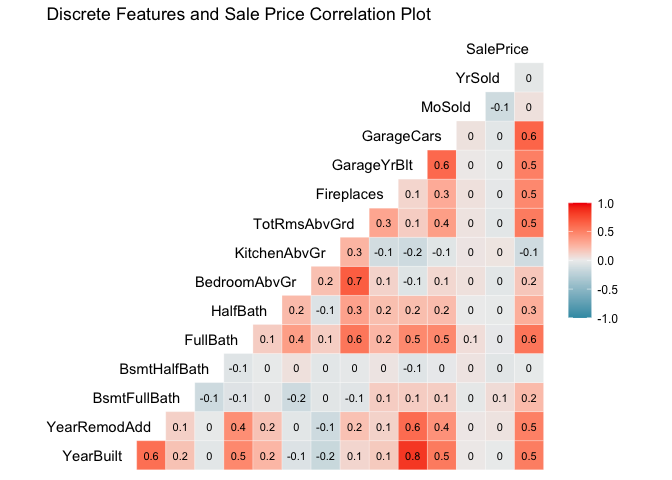 Discrete Features and Sale Price Correlation Plot
SalePrice
YrSold 0
MoSold -0.1 0
GarageCars 0 0 0.6
GarageYrBlt 0.6 0 0 0.5
Fireplaces 0.1 0.3 0 0 0.5
TotRmsAbvGrd 0.3 0.1 0.4 0 0 0.5
KitchenAbvGr 0.3 -0.1 -0.2 -0.1 0 0 -0.1
BedroomAbvGr 0.2 0.7 0.1 -0.1 0.1 0 0 0.2
HalfBath 0.2 -0.1 0.3 0.2 0.2 0.2 0 0 0.3
FullBath 0.1 0.4 0.1 0.6 0.2 0.5 0.5 0.1 0 0.6
BsmtHalfBath -0.1 0 0 0 0 0 -0.1 0 0 0 0
BsmtFullBath -0.1 -0.1 0 -0.2 0 -0.1 0.1 0.1 0.1 0 0.1 0.2
YearRemodAdd 0.1 0 0.4 0.2 0 -0.1 0.2 0.1 0.6 0.4 0 0 0.5
YearBuilt 0.6 0.2 0 0.5 0.2 -0.1 -0.2 0.1 0.1 0.8 0.5 0 0 0.5
1.0
0.5
0.0
-0.5
-1.0